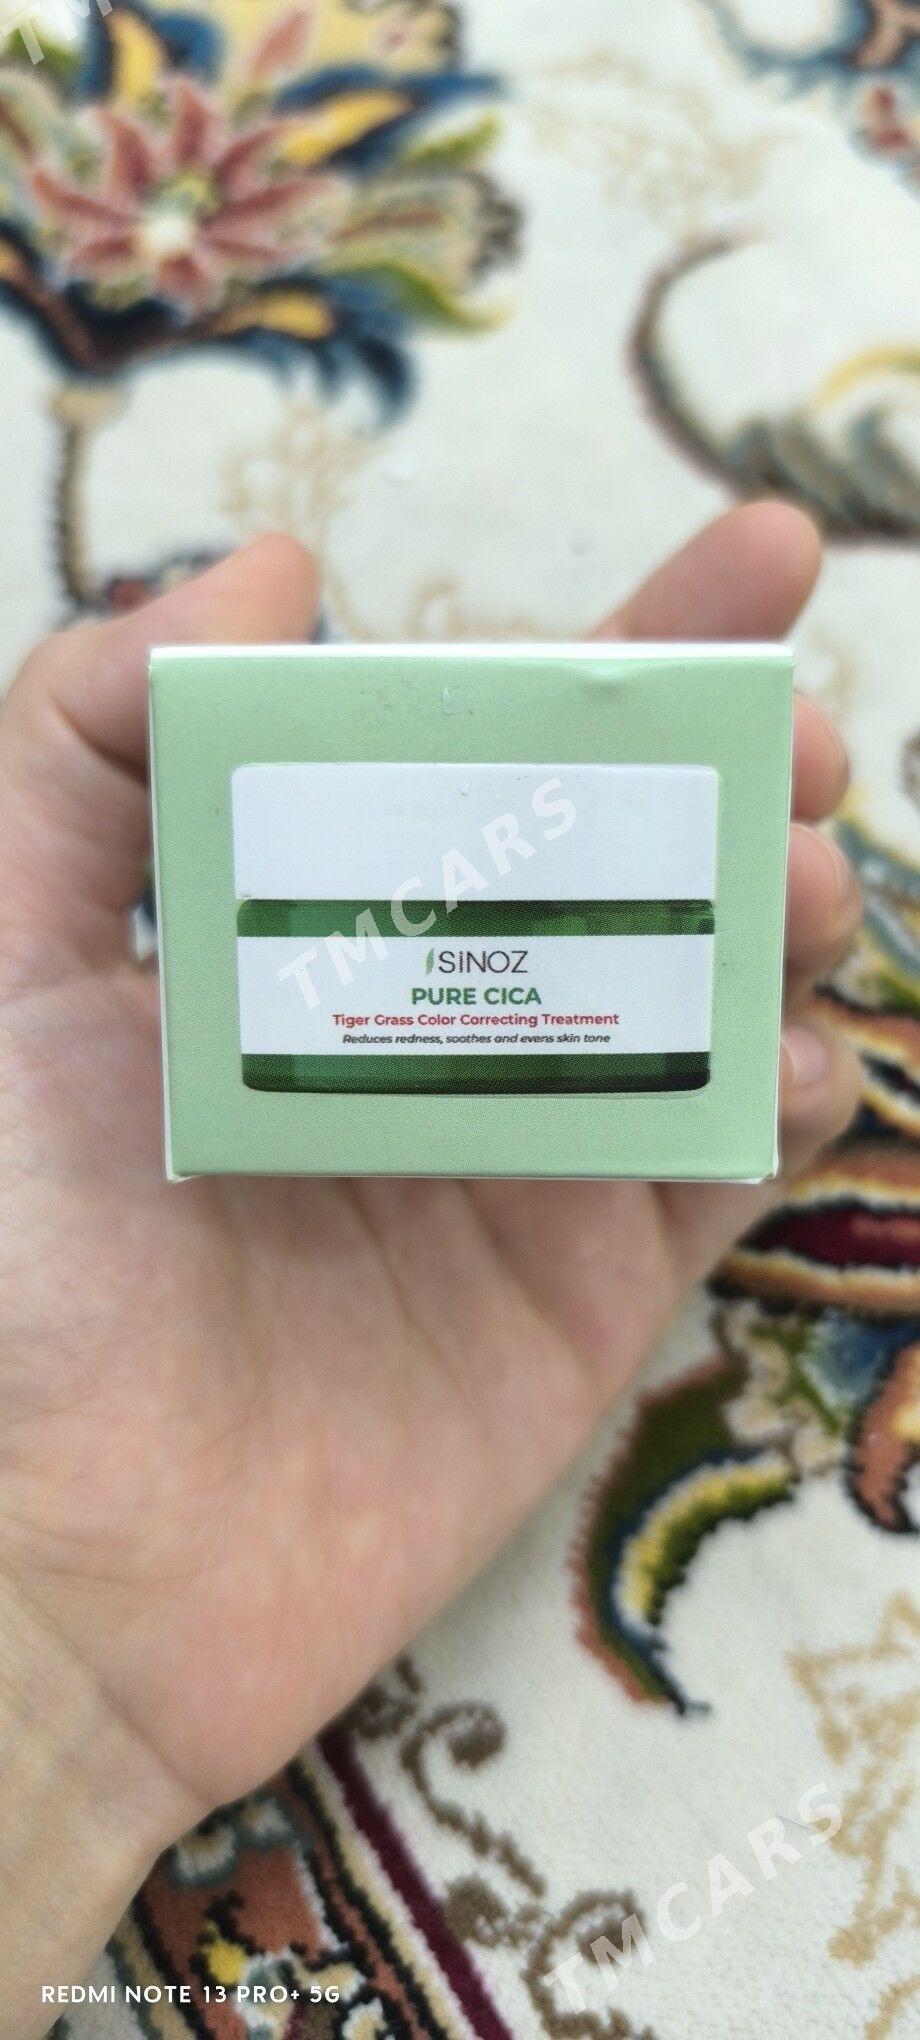 TM
TMCARS
SINOZ
PURE CICA
Tiger Grass Color Correcting Treatment
Reduces redness, soothes and evens skin tone
TMCARS
REDMI NOTE 13 PRO+ 5G